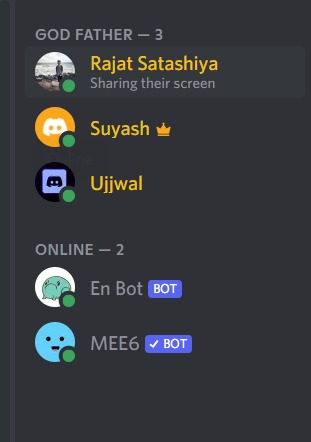 GOD FATHER — 3
Rajat Satashiya
Sharing their screen
Suyash
Ujjwal
ONLINE — 2
En Bot BOT
MEE6 ✓ BOT